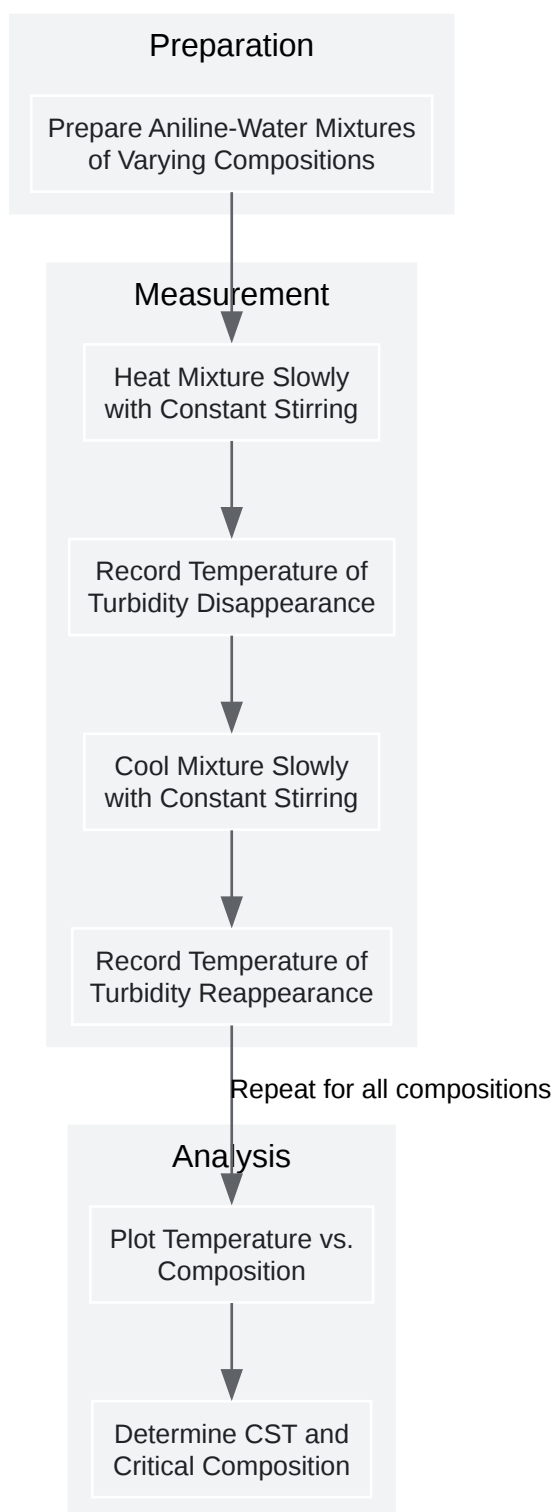 Preparation
Prepare Aniline-Water Mixtures
of Varying Compositions
Measurement
Heat Mixture Slowly
with Constant Stirring
Record Temperature of
Turbidity Disappearance
Cool Mixture Slowly
with Constant Stirring
Record Temperature of
Turbidity Reappearance
Repeat for all compositions
Analysis
Plot Temperature vs.
Composition
Determine CST and
Critical Composition